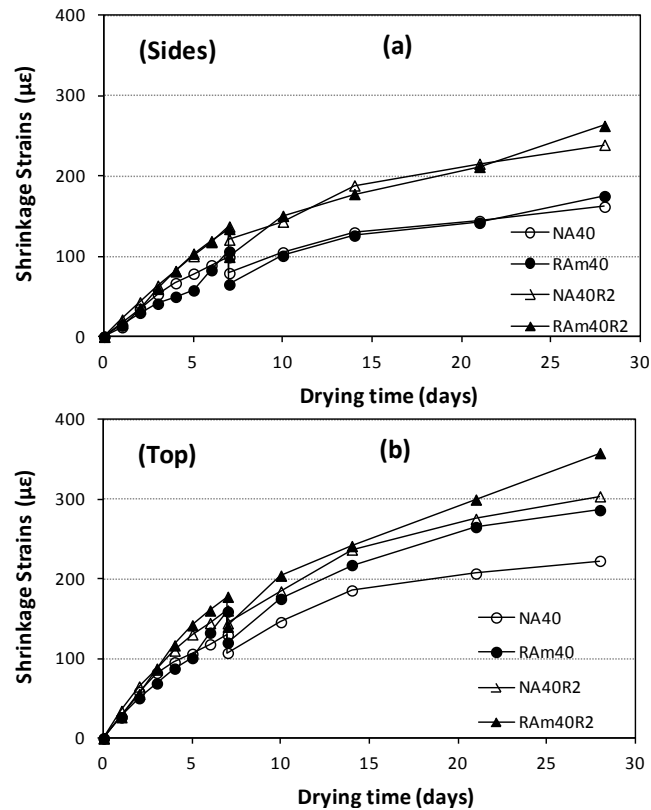 400
(Sides)
(a)
300
200
100
0
Shrinkage Strains (με)
NA40
RAm40
NA40R2
RAm40R2
0 5 10 15 20 25 30
Drying time (days)
400
(Top)
(b)
300
200
100
0
Shrinkage Strains (με)
NA40
RAm40
NA40R2
RAm40R2
0 5 10 15 20 25 30
Drying time (days)